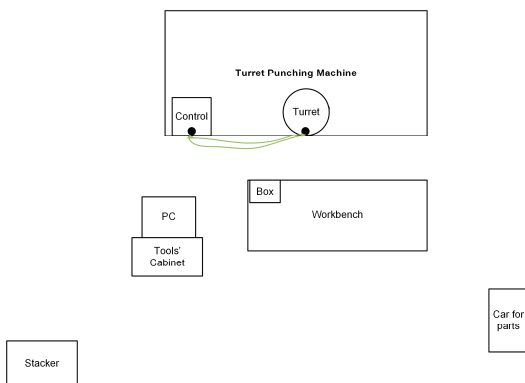 Turret Punching Machine
Control
Turret
Box
Workbench
PC
Tools'
Cabinet
Car for
parts
Stacker